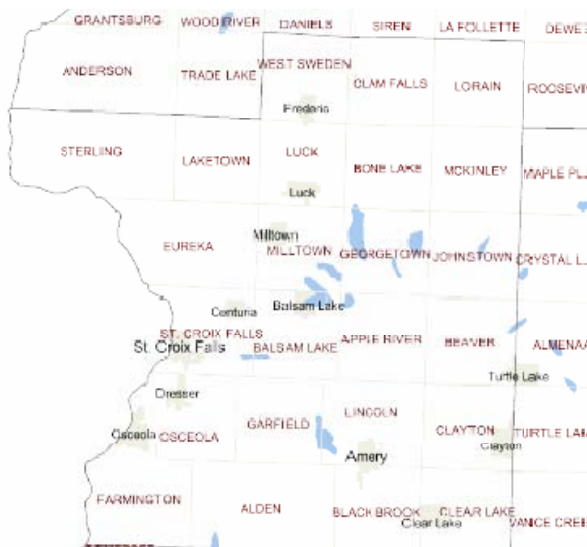 GRANTSBURG
WOOD RIVER
DANIELS
SIREN
LA FOLLETTE
ANDERSON
TRADE LAKE
WEST SWEDEN
CLAM FALLS
LORAIN
Frederic
STERLING
LAKETOWN
LUCK
BONE LAKE
MCKINLEY
MAPLE PL
Luck
EUREKA
Milltown
MILLTOWN
GEORGETOWN
JOHNSTOWN
CRYSTAL L
Centuria
Balsam Lake
ST. CROIX FALLS
St. Croix Falls
BALSAM LAKE
APPLE RIVER
BEAVER
ALMENA
Turtle Lake
Dresser
Osceola
OSCEOLA
GARFIELD
LINCOLN
CLAYTON
TURTLE LA
Clayton
Amery
FARMINGTON
ALDEN
BLACK BROOK
CLEAR LAKE
Clear Lake
VANCE CREE